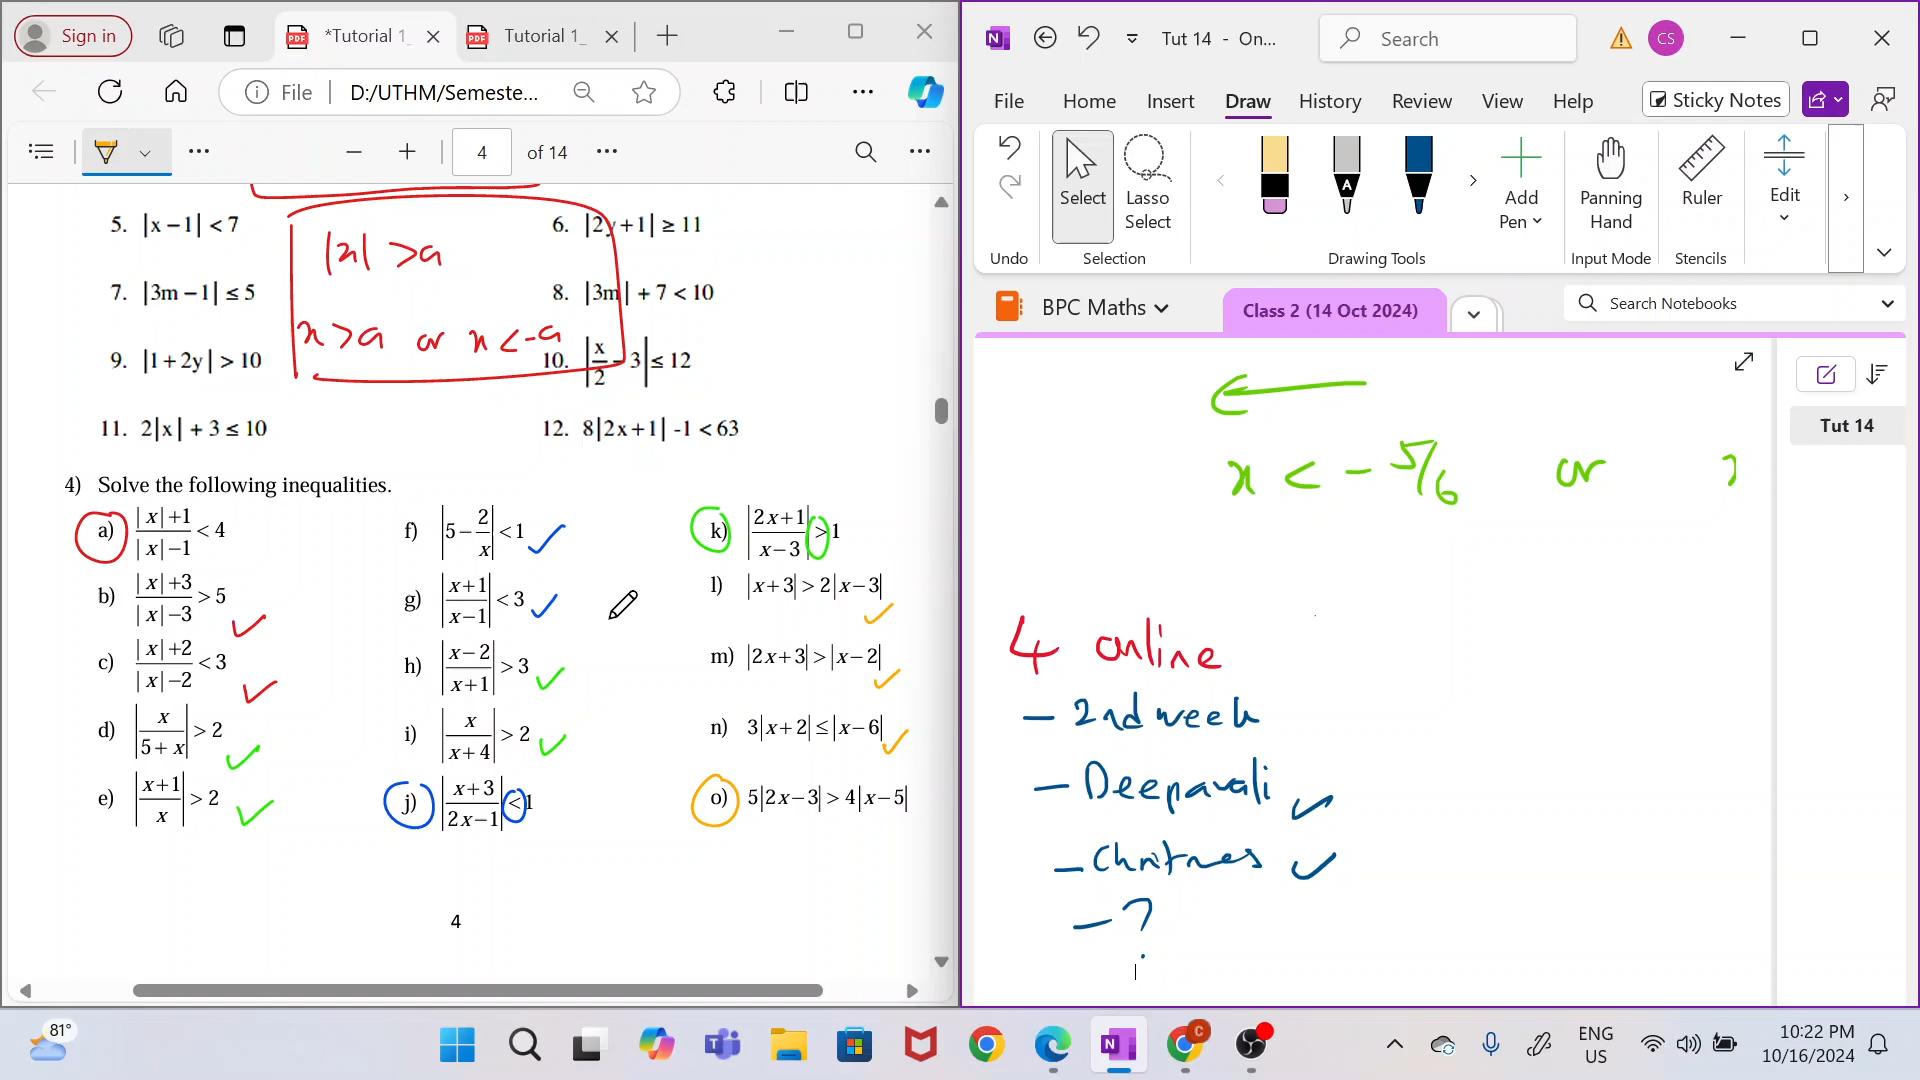 Sign in
*Tutorial 1_
Tutorial 1_
File
D:/UTHM/Semeste...
4 of 14
5. |x − 1| < 7
6. |2y + 1| ≥ 11
|x| > a
7. |3m − 1| ≤ 5
8. |3m| + 7 < 10
x > a or x < -a
9. |1 + 2y| > 10
10. |x/2 − 3| ≤ 12
11. 2|x| + 3 ≤ 10
12. 8|2x+1| -1 < 63
4) Solve the following inequalities.
a) (|x|+1)/(|x|−1) < 4
b) (|x|+3)/(|x|−3) > 5
c) (|x|+2)/(|x|−2) < 3
d) |x/(5+x)| > 2
e) |(x+1)/x| > 2
f) |5 − 2/x| < 1
g) |(x+1)/(x−1)| < 3
h) |(x−2)/(x+1)| > 3
i) |x/(x+4)| > 2
j) |(x+3)/(2x−1)| < 1
k) |(2x+1)/(x−3)| > 1
l) |x+3| > 2|x−3|
m) |2x+3| > |x−2|
n) 3|x+2| ≤ |x−6|
o) 5|2x−3| > 4|x−5|
4
Tut 14 - On...
Search
CS
File Home Insert Draw History Review View Help
Sticky Notes
Select
Lasso Select
A
Add Pen
Panning Hand
Ruler
Edit
Undo
Selection
Drawing Tools
Input Mode
Stencils
BPC Maths
Class 2 (14 Oct 2024)
Search Notebooks
Tut 14
x < - 5/6 or
4 online
- 2nd week
- Deepavali
- Chritmes
- ?
81°
C
ENG
US
10:22 PM
10/16/2024